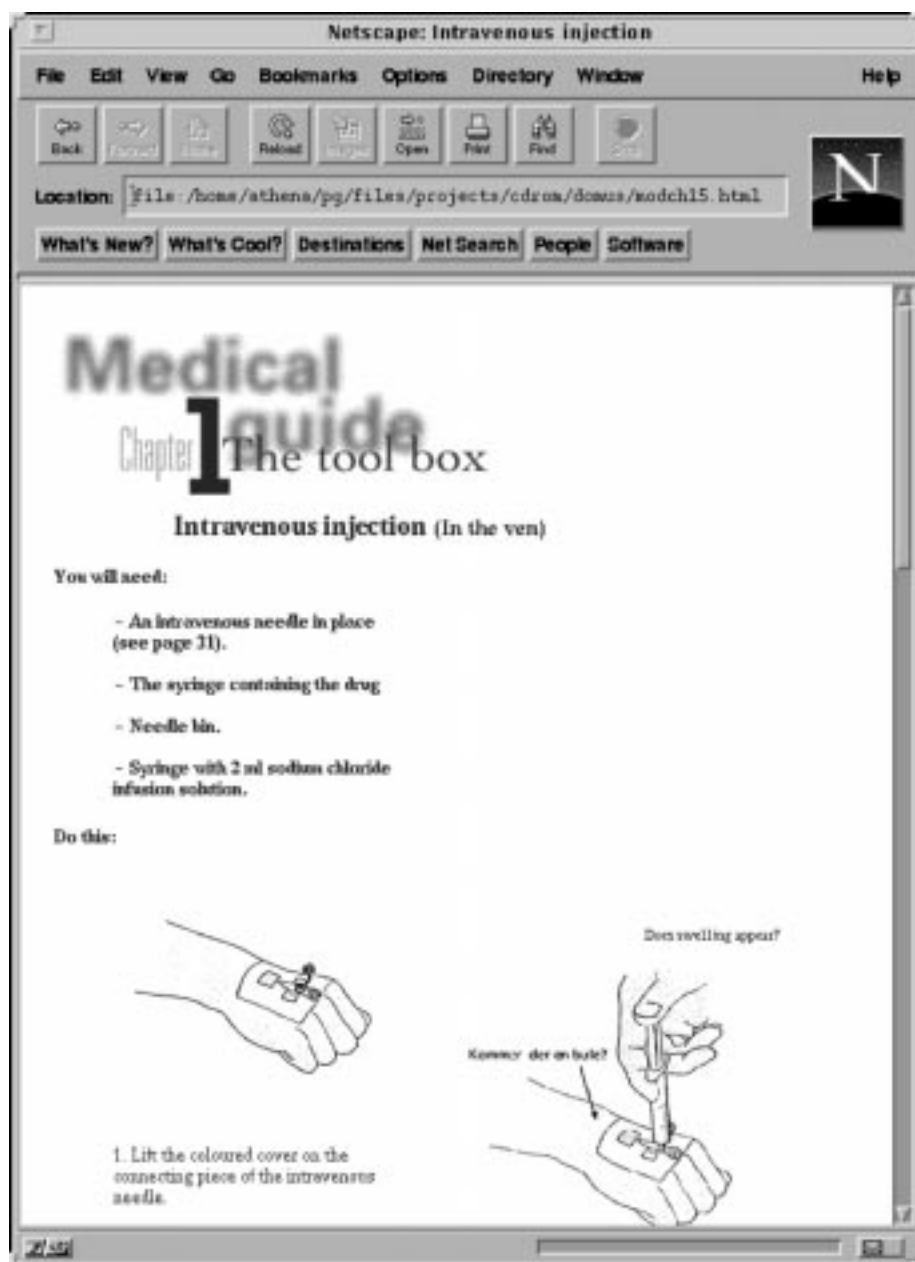 Netscape: Intravenous injection
File Edit View Go Bookmarks Options Directory Window Help
Back Forward Home Reload Images Open Print Find Stop
Location: file:/home/athena/pg/files/projects/cdrom/domus/modch15.html
What's New? What's Cool? Destinations Net Search People Software
N
Medical
guide
Chapter 1 The tool box
Intravenous injection (In the ven)
You will need:
- An intravenous needle in place
(see page 31).
- The syringe containing the drug
- Needle bin.
- Syringe with 2 ml sodium chloride
infusion solution.
Do this:
Does swelling appear?
Kommer der en bule?
1. Lift the coloured cover on the
connecting piece of the intravenous
needle.